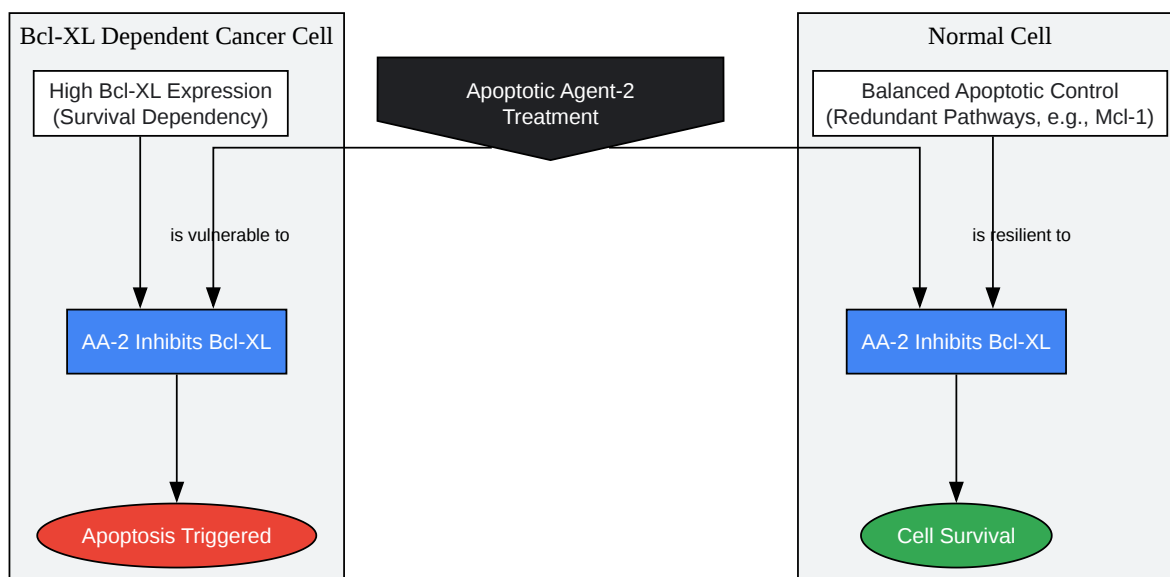 Bcl-XL Dependent Cancer Cell
High Bcl-XL Expression
(Survival Dependency)
is vulnerable to
AA-2 Inhibits Bcl-XL
Apoptosis Triggered
Apoptotic Agent-2
Treatment
Normal Cell
Balanced Apoptotic Control
(Redundant Pathways, e.g., Mcl-1)
is resilient to
AA-2 Inhibits Bcl-XL
Cell Survival